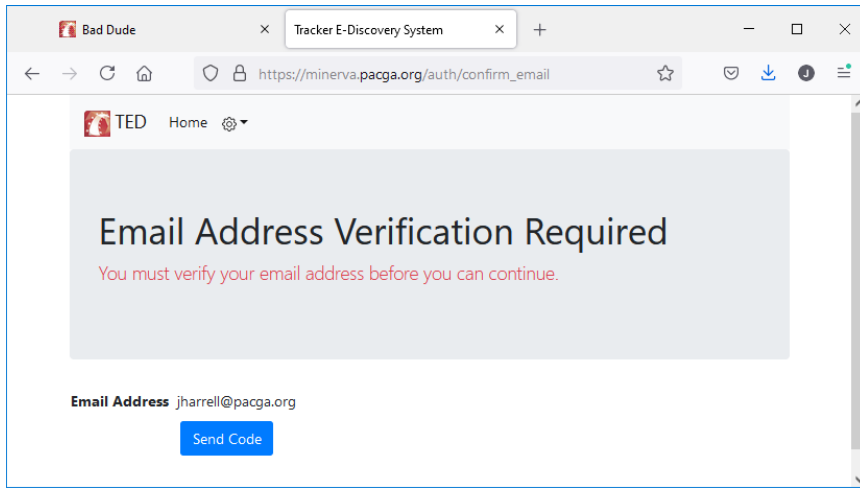 Bad Dude
Tracker E-Discovery System
https://minerva.pacga.org/auth/confirm_email
J
TED Home
Email Address Verification Required
You must verify your email address before you can continue.
Email Address jharrell@pacga.org
Send Code